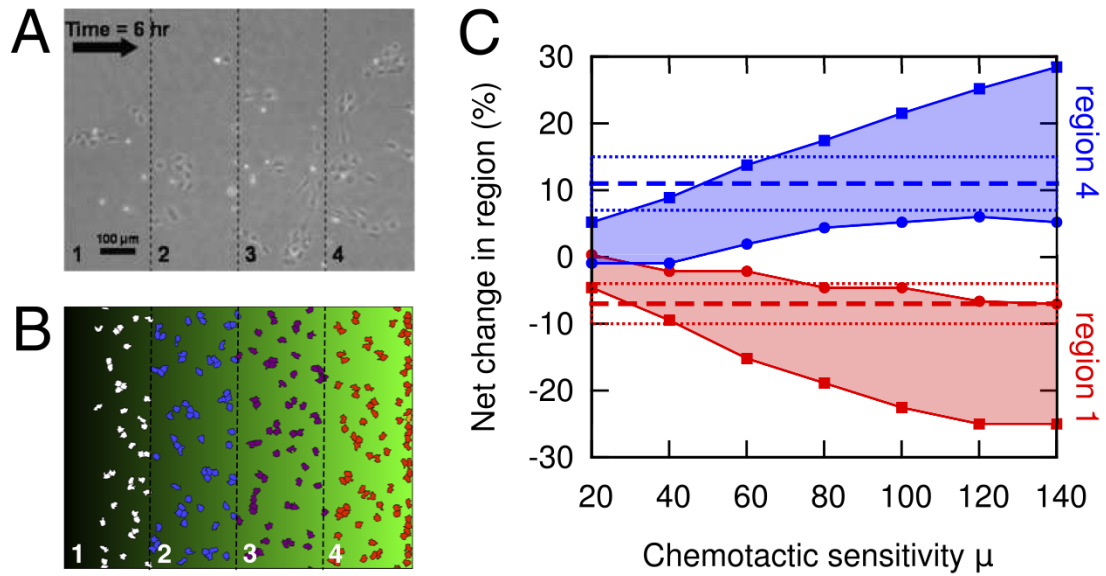 A
Time = 6 hr
100 µm
1 2 3 4
B
1 2 3 4
C
Net change in region (%)
30
20
10
0
-10
-20
-30
20 40 60 80 100 120 140
Chemotactic sensitivity µ
region 4
region 1